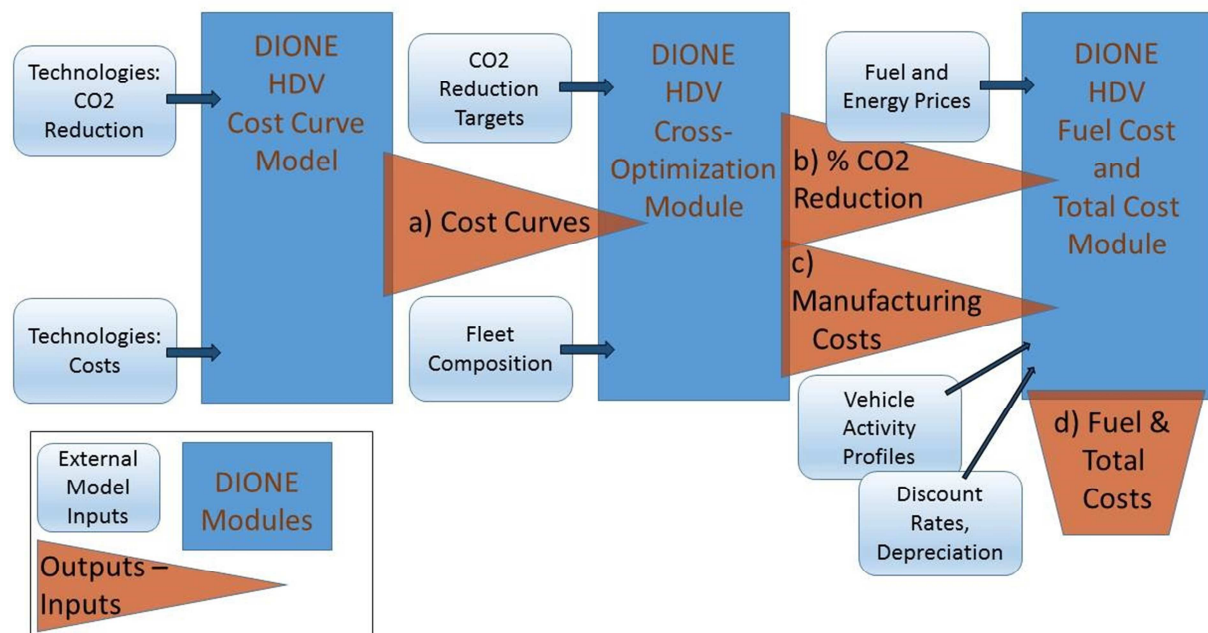 Technologies:
CO2
Reduction
Technologies:
Costs
DIONE
HDV
Cost Curve
Model
a) Cost Curves
CO2
Reduction
Targets
Fleet
Composition
DIONE
HDV
Cross-
Optimization
Module
b) % CO2
Reduction
c)
Manufacturing
Costs
Fuel and
Energy Prices
Vehicle
Activity
Profiles
Discount
Rates,
Depreciation
DIONE
HDV
Fuel Cost
and
Total Cost
Module
d) Fuel &
Total
Costs
External
Model
Inputs
DIONE
Modules
Outputs –
Inputs